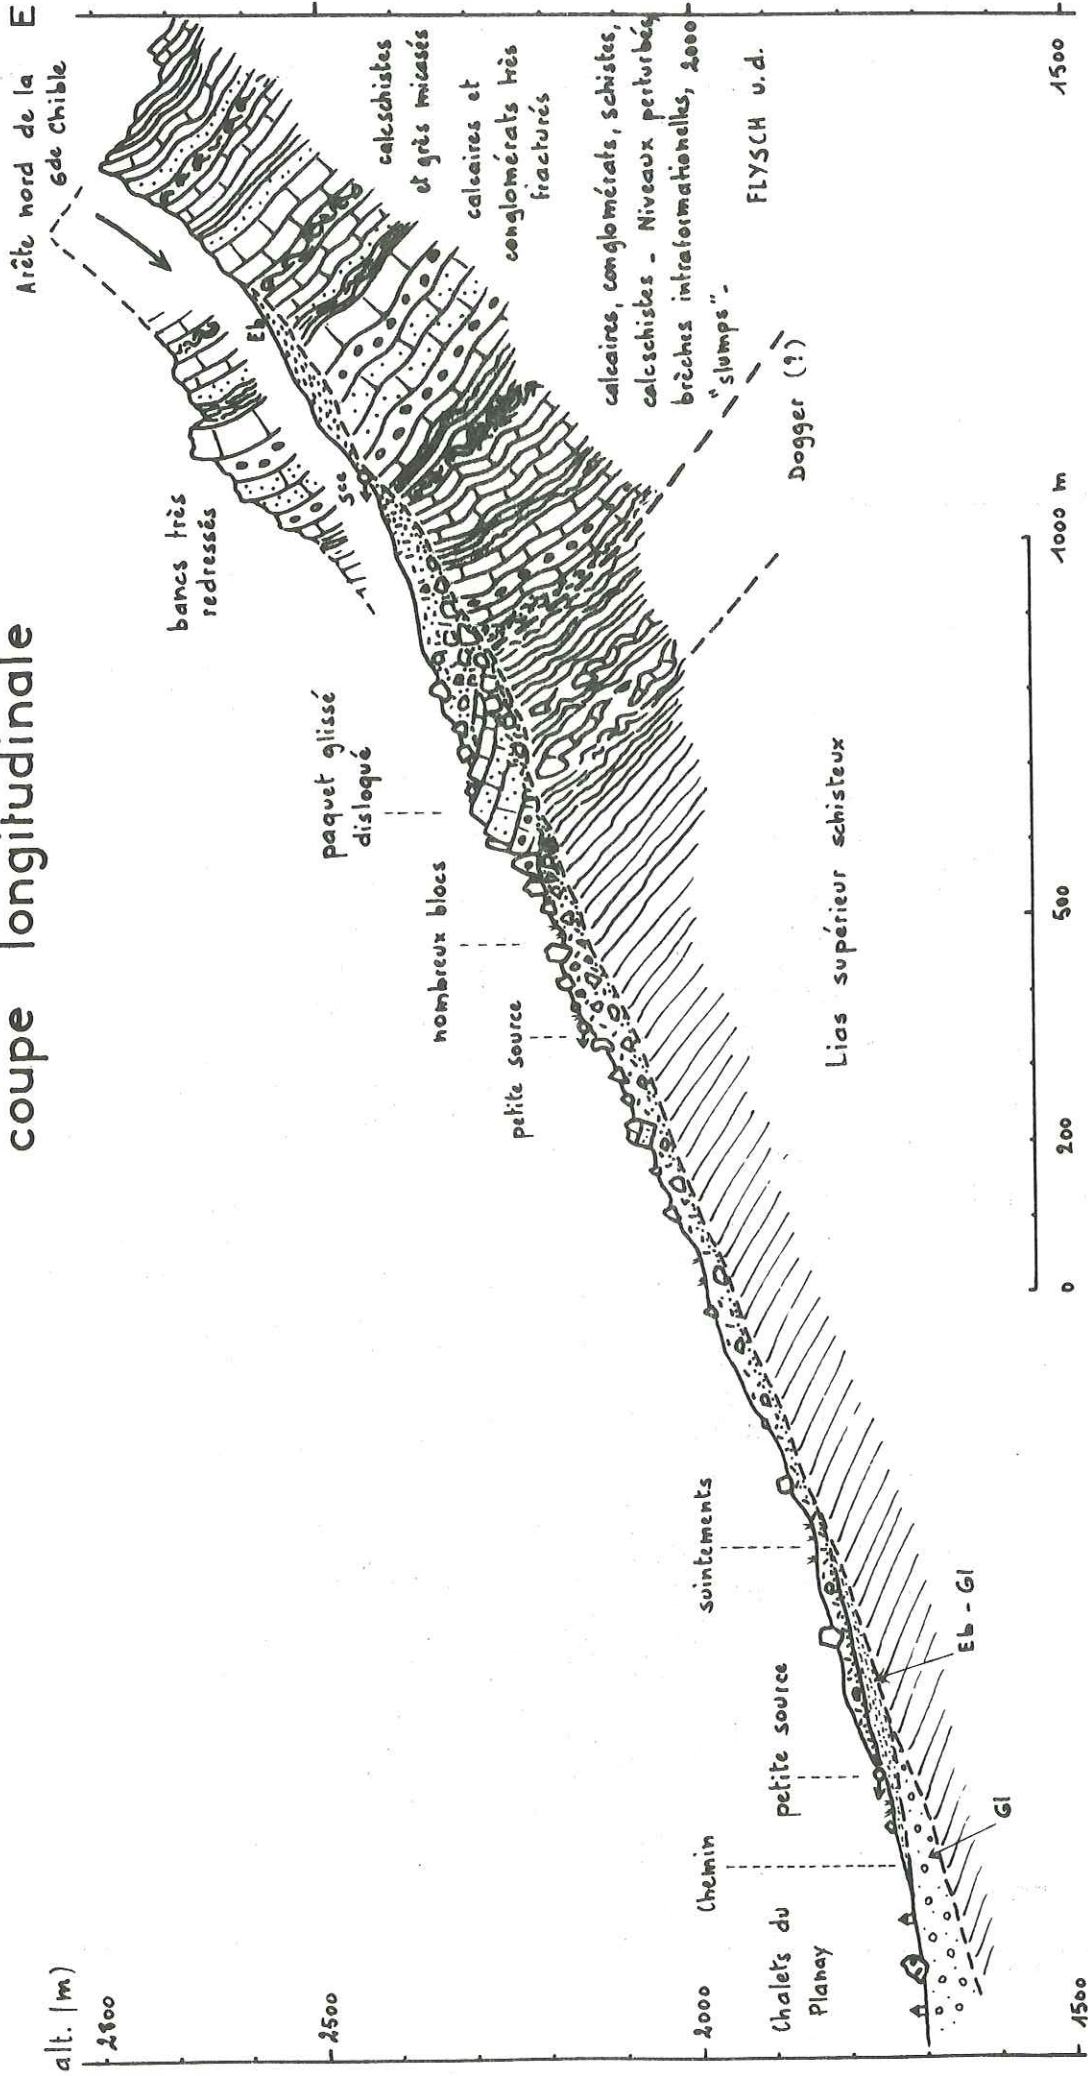 coupe longitudinale
E
alt. (m)
2800
2500
2000
1500
Arête nord de la
Gde Chible
bancs très
redressés
paquet glissé
disloqué
nombreux blocs
petite source
suintements
petite source
Chemin
Chalets du
Planay
Eb
sce
calcschistes
et grès micasés
calcaires et
conglomérats très
fracturés
calcaires, conglomérats, schistes,
calcschistes - Niveaux perturbés,
brèches intraformationelles,
"slumps"-
2000
FLYSCH u.d.
Dogger (?)
Lias supérieur schisteux
Eb - Gl
Gl
0
200
500
1000 m
1500